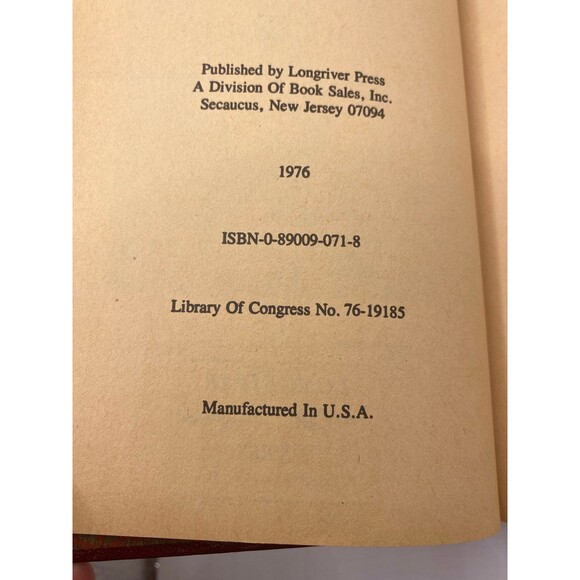 Published by Longriver Press
A Division Of Book Sales, Inc.
Secaucus, New Jersey 07094
1976
ISBN-0-89009-071-8
Library Of Congress No. 76-19185
Manufactured In U.S.A.